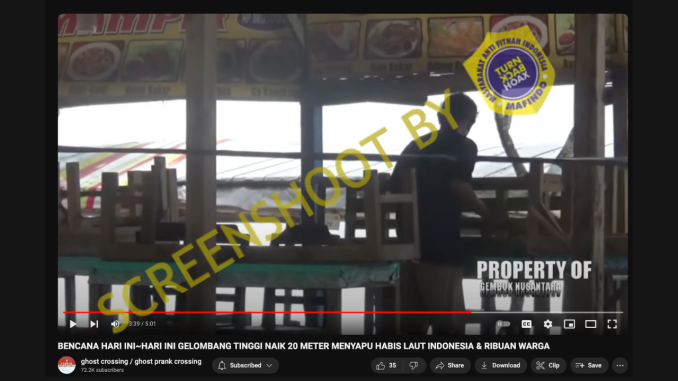 MASYARAKAT ANTI FITNAH INDONESIA
TURN
BACK
HOAX
MAFINDO
SCREENSHOOT BY
PROPERTY OF
GEMBUK NUSANTARA
3:39 / 5:01
CC
BENCANA HARI INI~HARI INI GELOMBANG TINGGI NAIK 20 METER MENYAPU HABIS LAUT INDONESIA & RIBUAN WARGA
ghost crossing / ghost prank crossing
72.2K subscribers
Subscribed
35
Share
Download
Clip
Save